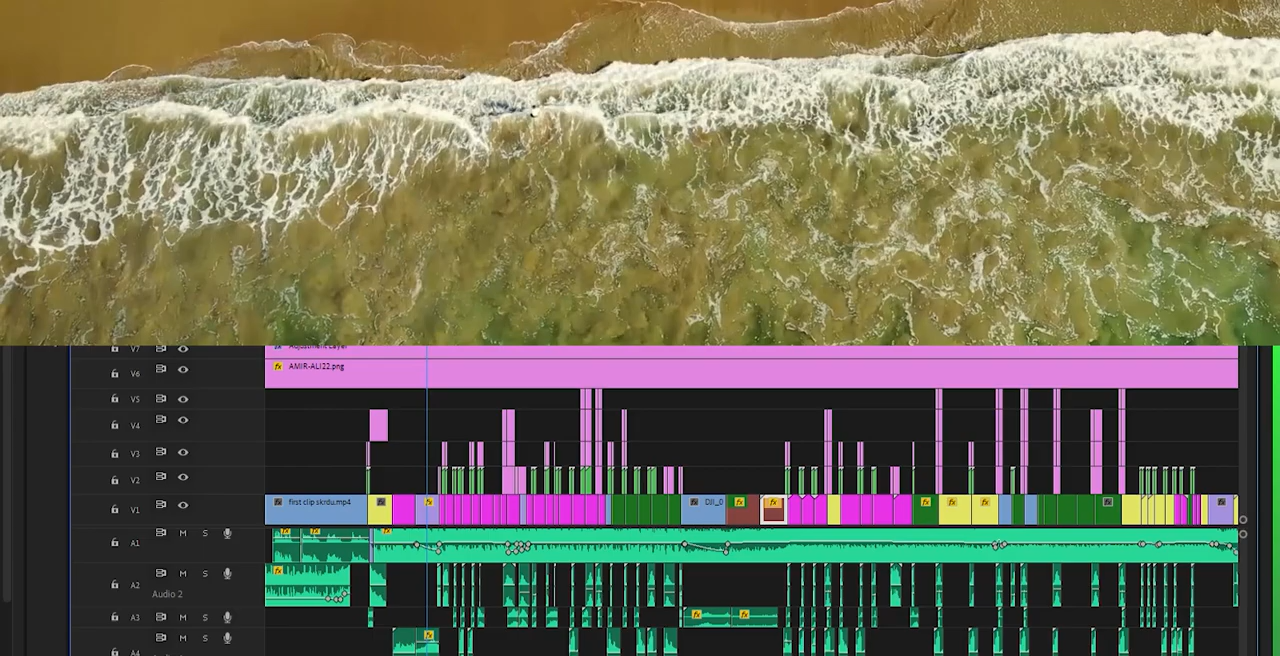 V7 Adjustment Layer
V6 AMIR-ALI22.png
V5
V4
V3
V2
V1 first clip skrdu.mp4 DJI_0
A1 M S
A2 M S
Audio 2
A3 M S
A4 M S